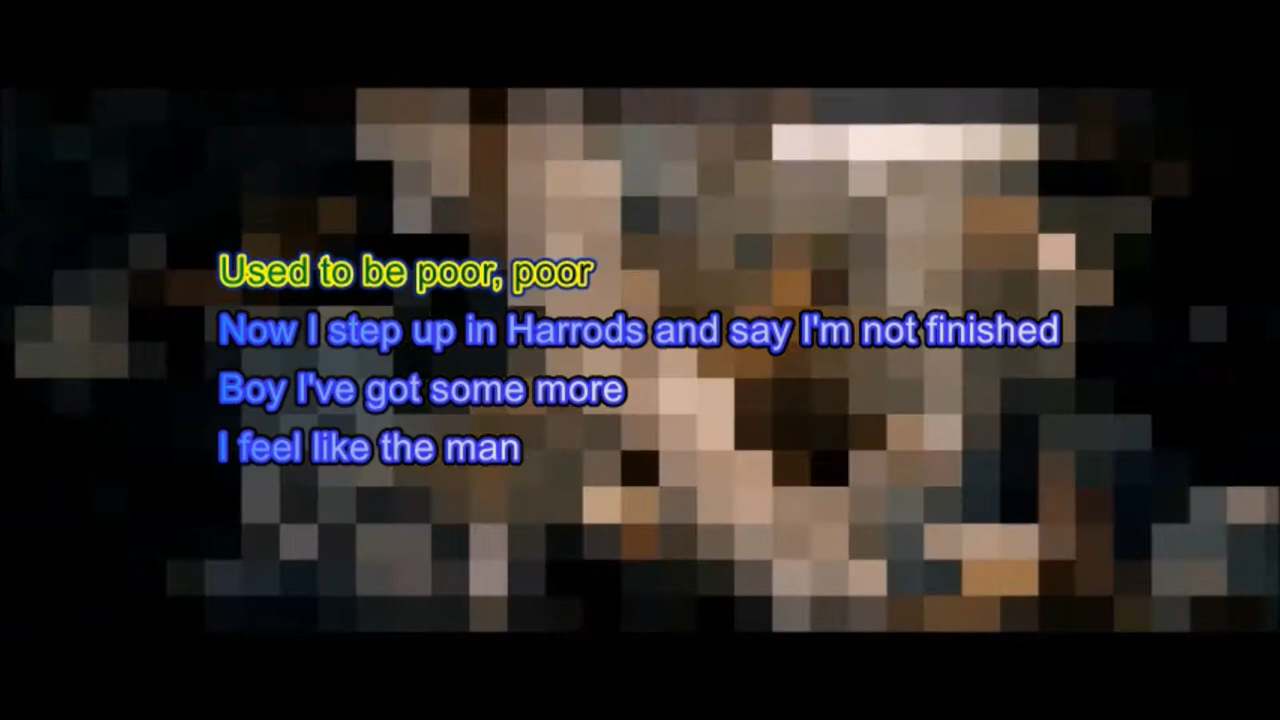 Used to be poor, poor
Now I step up in Harrods and say I'm not finished
Boy I've got some more
I feel like the man